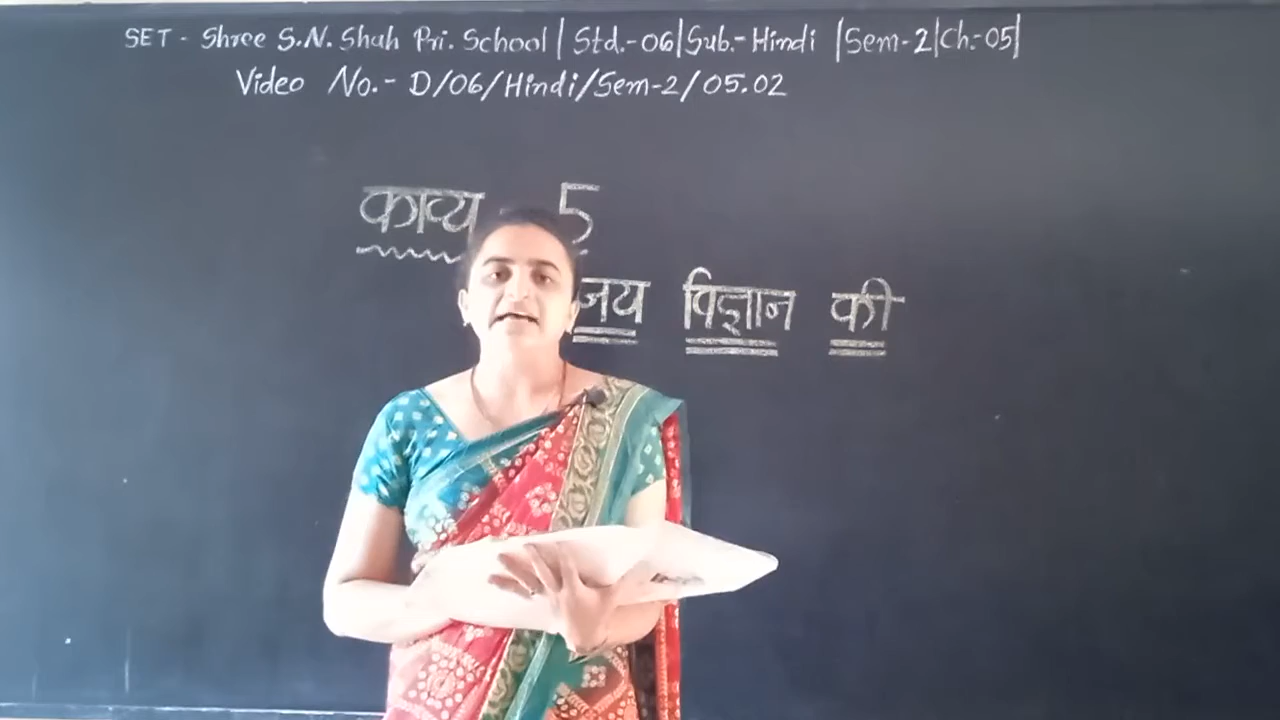 SET - Shree S.N. Shah Pri. School | Std.-06 | Sub.- Hindi | Sem-2 | Ch.-05 |
Video No.- D/06/Hindi/Sem-2/05.02
काव्य 5
जय विज्ञान की